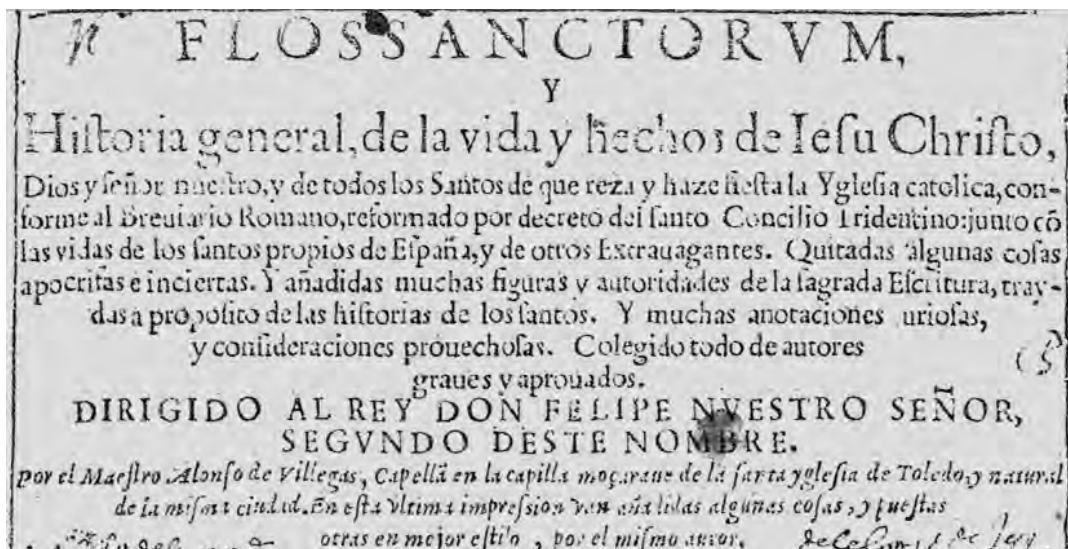 FLOS SANCTORVM,
Y
Hiſtoria general, de la vida y hechos de Ieſu Chriſto,
Dios y ſeñor nueſtro, y de todos los Santos de que reza y haze fieſta la Ygleſia catolica, con-
forme al Breuiario Romano, reformado por decreto del ſanto Concilio Tridentino: junto cõ
las vidas de los ſantos propios de Eſpaña, y de otros Extrauagantes. Quitadas algunas coſas
apocrifas e inciertas. Y añadidas muchas figuras y autoridades de la ſagrada Eſcritura, tray-
das a propoſito de las hiſtorias de los ſantos. Y muchas anotaciones urioſas,
y conſideraciones prouechoſas. Colegido todo de autores
graues y aprouados.
DIRIGIDO AL REY DON FELIPE NVESTRO SEÑOR,
SEGVNDO DESTE NOMBRE.
por el Maeſtro Alonſo de Villegas, Capellã en la capilla moçaraue de la ſanta ygleſia de Toledo, y natural
de la miſma ciudad. En eſta vltima impreſsion van añadidas algunas coſas, y pueſtas
otras en mejor eſtilo, por el miſmo autor.